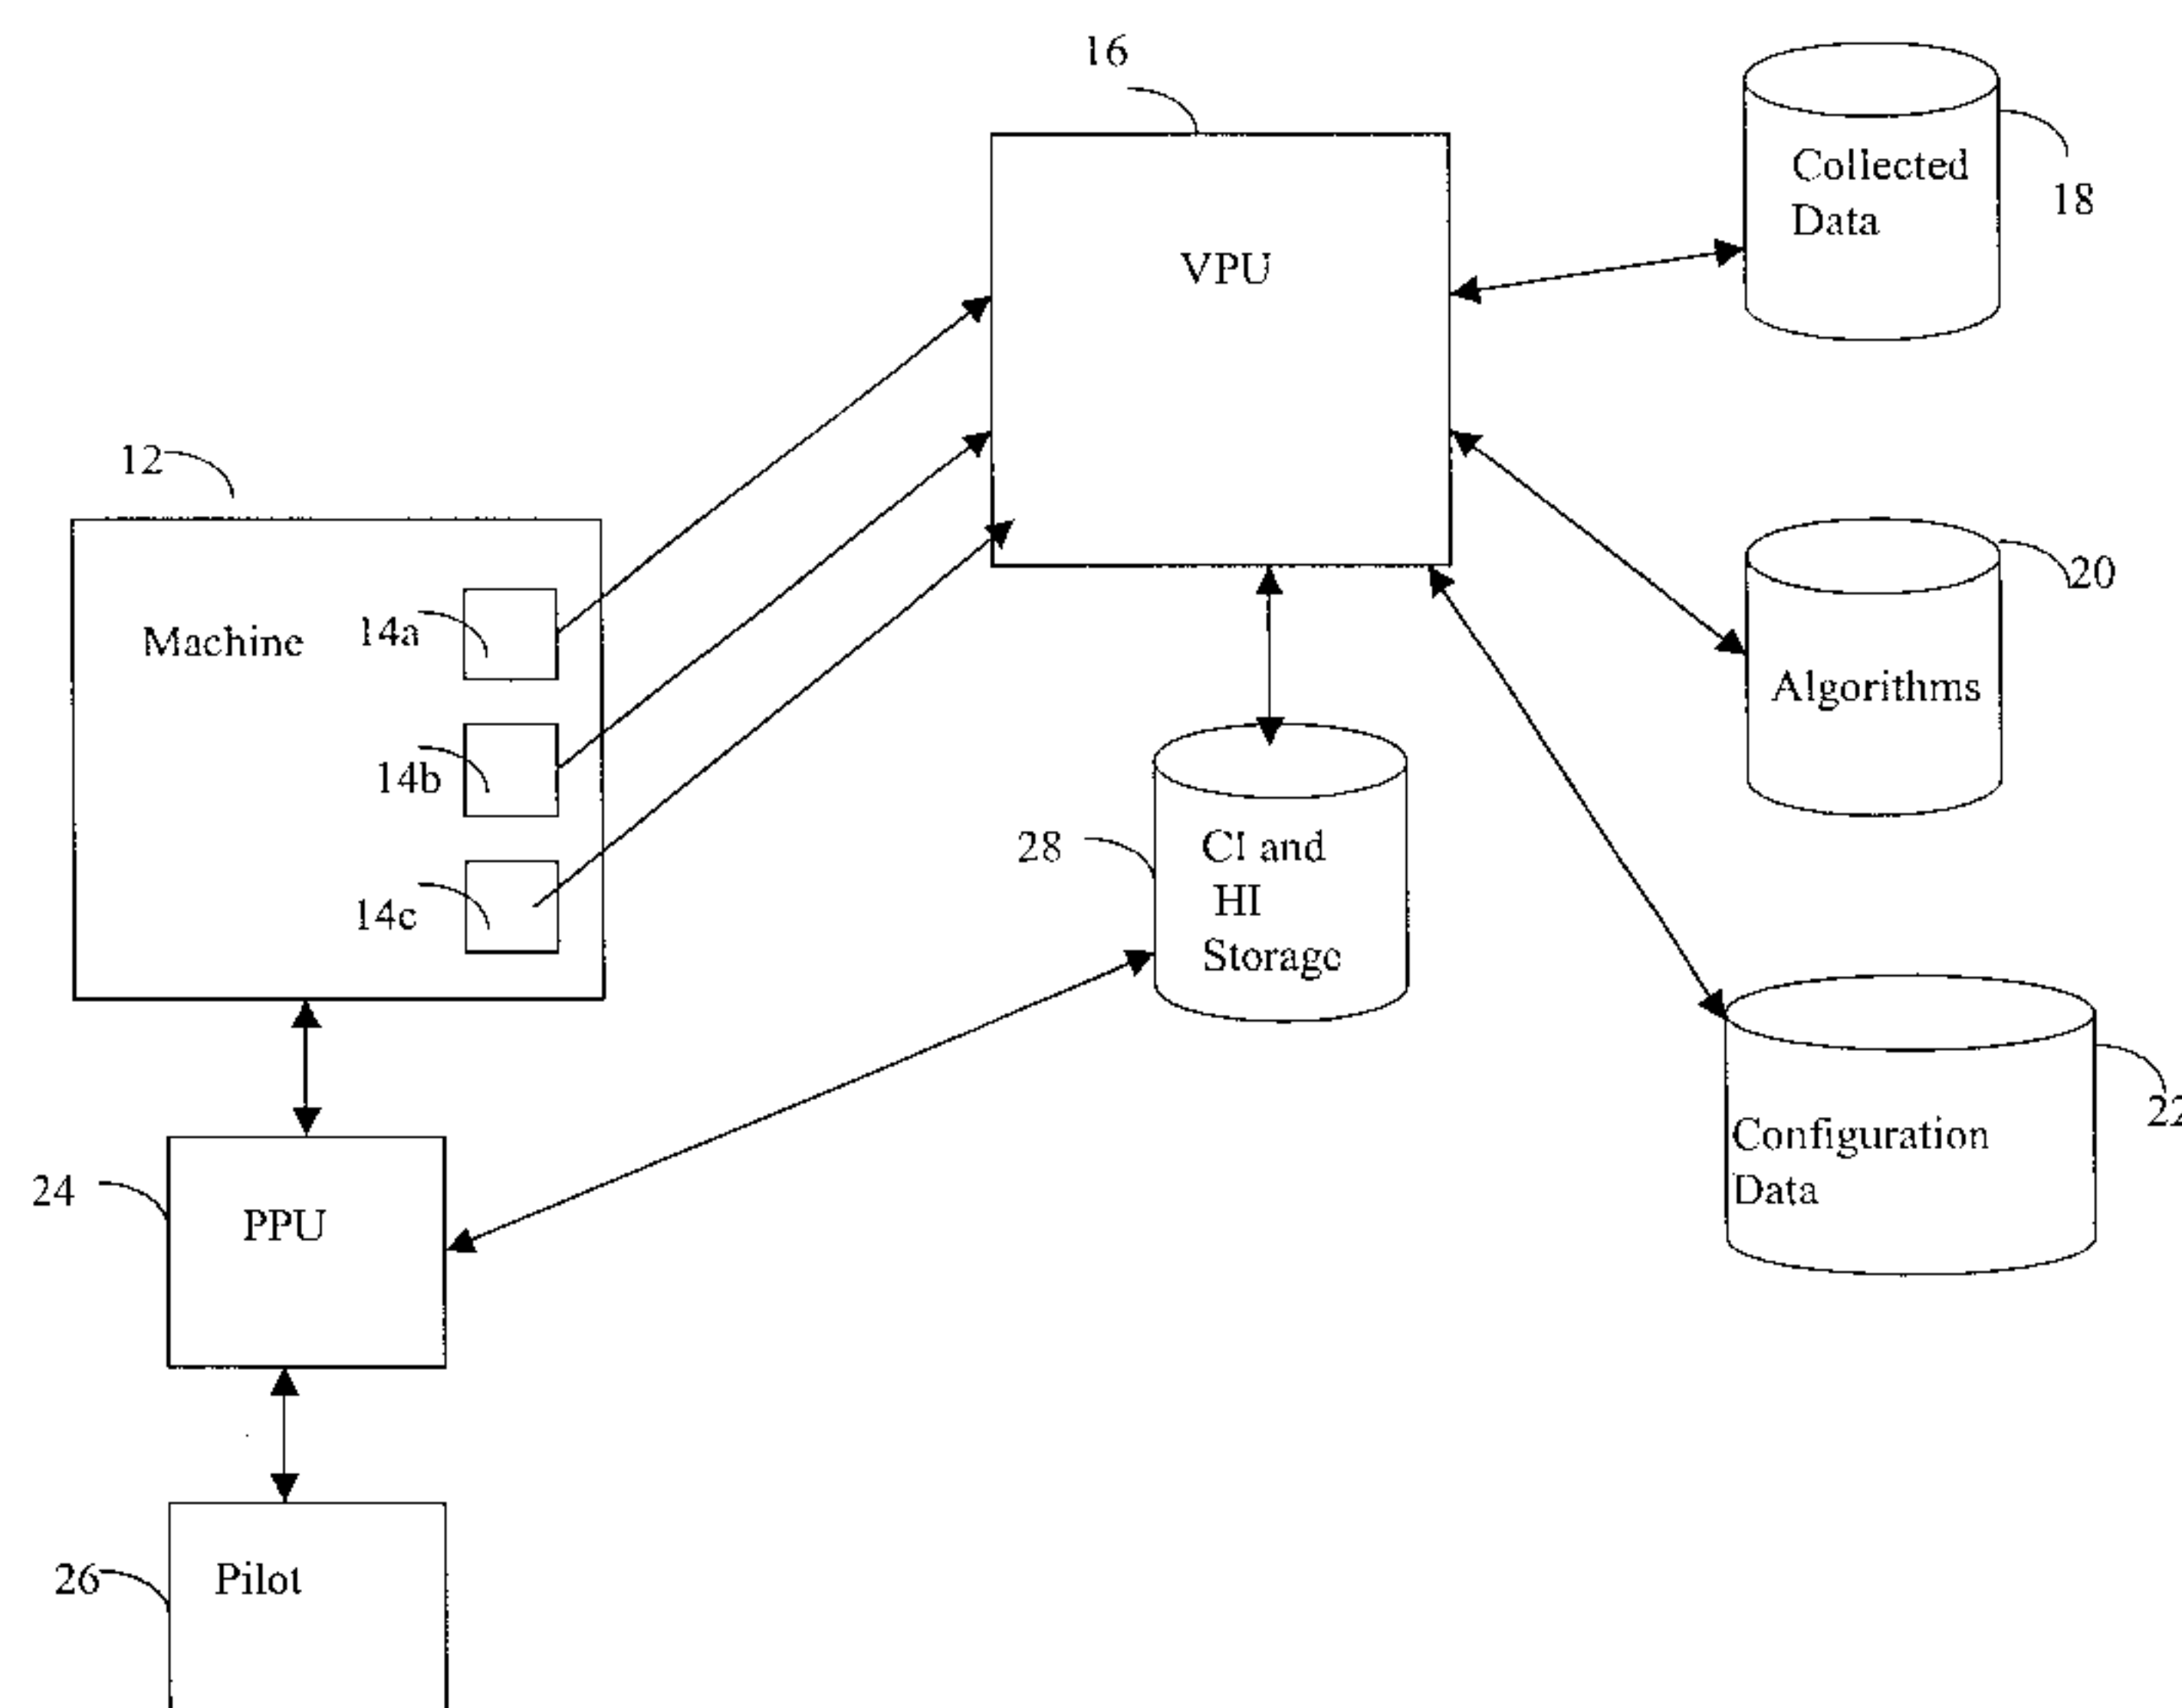 16
Collected
Data
18
VPU
12
Machine
14a
14b
14c
20
Algorithms
28
CI and
HI
Storage
22
Configuration
Data
24
PPU
26
Pilot